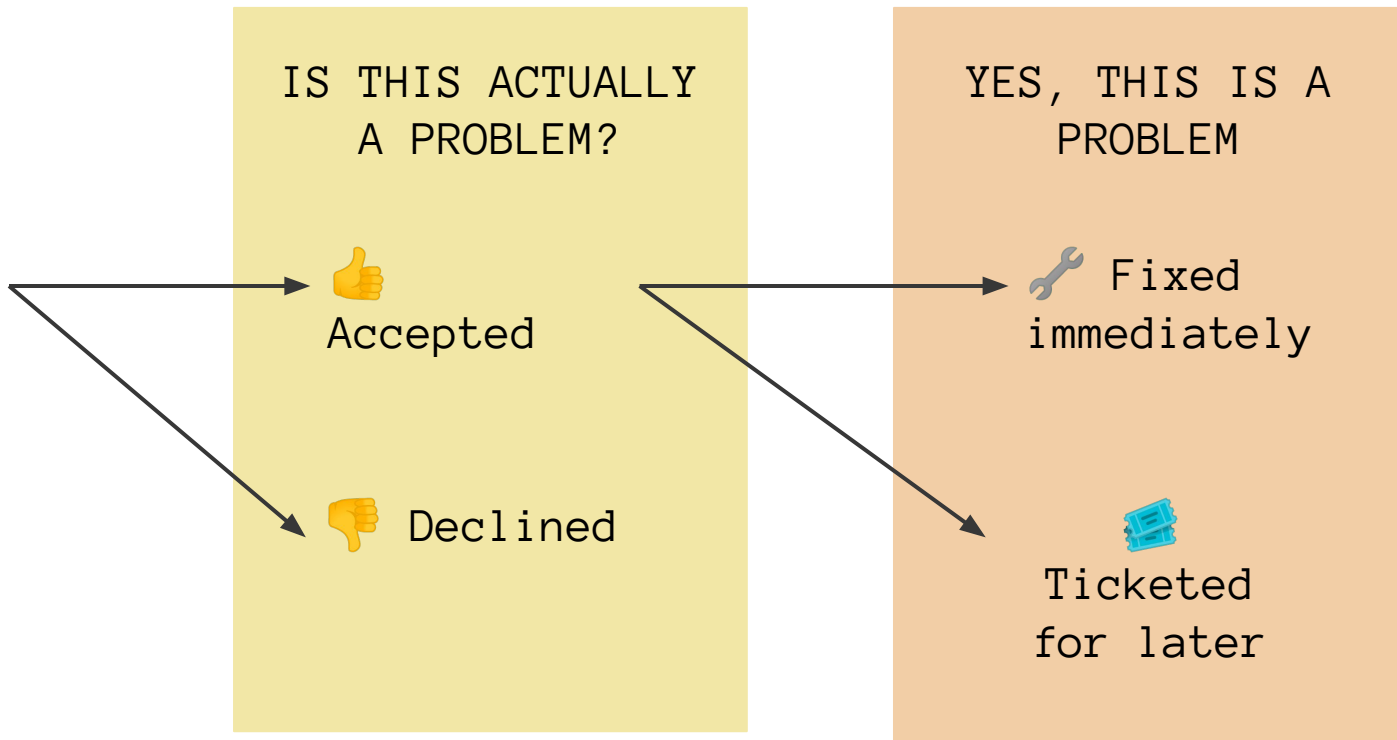 IS THIS ACTUALLY
A PROBLEM?
👍
Accepted
👎 Declined
YES, THIS IS A
PROBLEM
🔧 Fixed
immediately
🎟️
Ticketed
for later